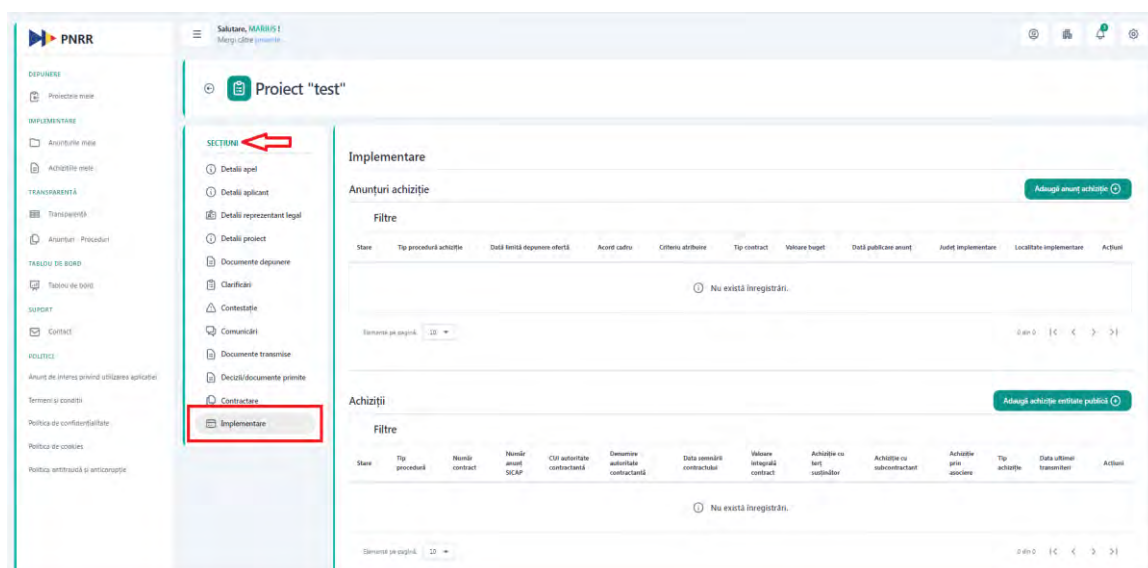 PNRR
Salutare, MARIUS !
Mergi către proiecte
DEPUNERE
Proiectele mele
IMPLEMENTARE
Anunțurile mele
Achizițiile mele
TRANSPARENȚĂ
Transparență
Anunțuri - Proceduri
TABLOU DE BORD
Tablou de bord
SUPORT
Contact
POLITICI
Anunț de interes privind utilizarea aplicației
Termeni și condiții
Politica de confidențialitate
Politica de cookies
Politica antifraudă și anticorupție
Proiect "test"
SECȚIUNI
Detalii apel
Detalii aplicant
Detalii reprezentant legal
Detalii proiect
Documente depunere
Clarificări
Contestație
Comunicări
Documente transmise
Decizii/documente primite
Contractare
Implementare
Implementare
Anunțuri achiziție
Adaugă anunț achiziție
Filtre
Stare Tip procedură achiziție Dată limită depunere ofertă Acord cadru Criteriu atribuire Tip contract Valoare buget Dată publicare anunț Județ implementare Localitate implementare Acțiuni
Nu există înregistrări.
Elemente pe pagină: 10 0 din 0
Achiziții
Adaugă achiziție entitate publică
Filtre
Stare Tip procedură Număr contract Număr anunț SICAP CUI autoritate contractantă Denumire autoritate contractantă Data semnării contractului Valoare integrală contract Achiziție cu terț susținător Achiziție cu subcontractant Achiziție prin asociere Tip achiziție Data ultimei transmiteri Acțiuni
Nu există înregistrări.
Elemente pe pagină: 10 0 din 0